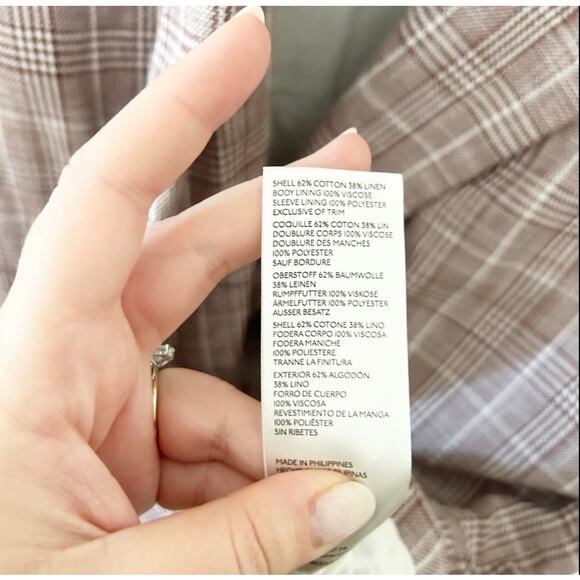 SHELL 62% COTTON 38% LINEN
BODY LINING 100% VISCOSE
SLEEVE LINING 100% POLYESTER
EXCLUSIVE OF TRIM
COQUILLE 62% COTON 38% LIN
DOUBLURE CORPS 100% VISCOSE
DOUBLURE DES MANCHES
100% POLYESTER
SAUF BORDURE
OBERSTOFF 62% BAUMWOLLE
38% LEINEN
RUMPFFUTTER 100% VISKOSE
ÄRMELFUTTER 100% POLYESTER
AUSSER BESATZ
SHELL 62% COTONE 38% LINO
FODERA CORPO 100% VISCOSA
FODERA MANICHE
100% POLIESTERE
TRANNE LA FINITURA
EXTERIOR 62% ALGODÓN
38% LINO
FORRO DE CUERPO
100% VISCOSA
REVESTIMIENTO DE LA MANGA
100% POLIÉSTER
SIN RIBETES
MADE IN PHILIPPINES